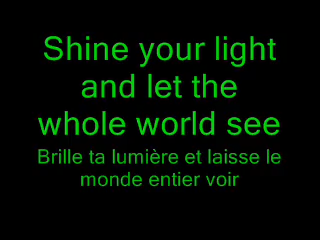 Shine your light
and let the
whole world see
Brille ta lumière et laisse le
monde entier voir